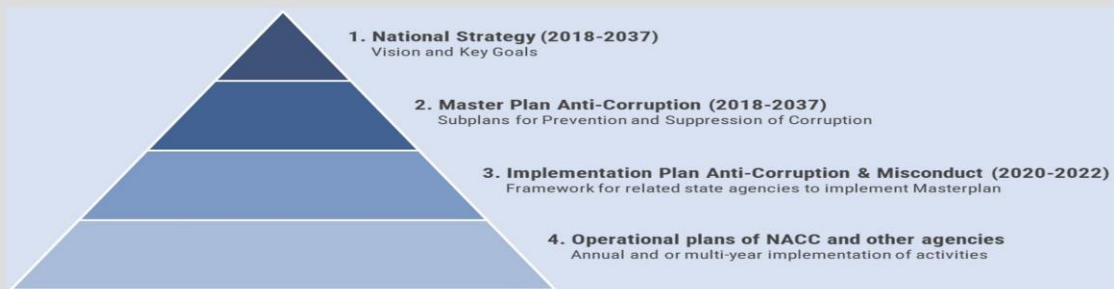 1. National Strategy (2018-2037)
Vision and Key Goals
2. Master Plan Anti-Corruption (2018-2037)
Subplans for Prevention and Suppression of Corruption
3. Implementation Plan Anti-Corruption & Misconduct (2020-2022)
Framework for related state agencies to implement Masterplan
4. Operational plans of NACC and other agencies
Annual and or multi-year implementation of activities